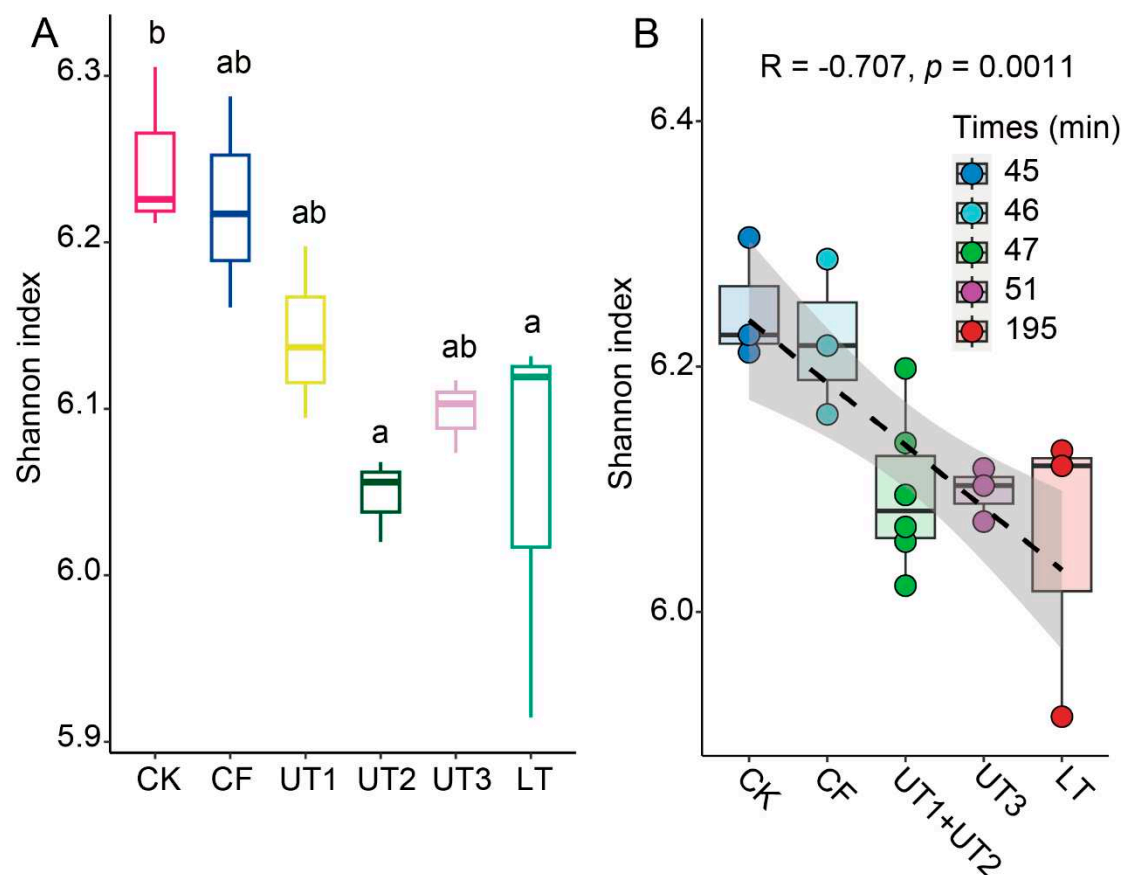 A
b
ab
ab
a
ab
a
Shannon index
6.3
6.2
6.1
6.0
5.9
CK CF UT1 UT2 UT3 LT
B
R = -0.707, p = 0.0011
Times (min)
45
46
47
51
195
Shannon index
6.4
6.2
6.0
CK
CF
UT1+UT2
UT3
LT